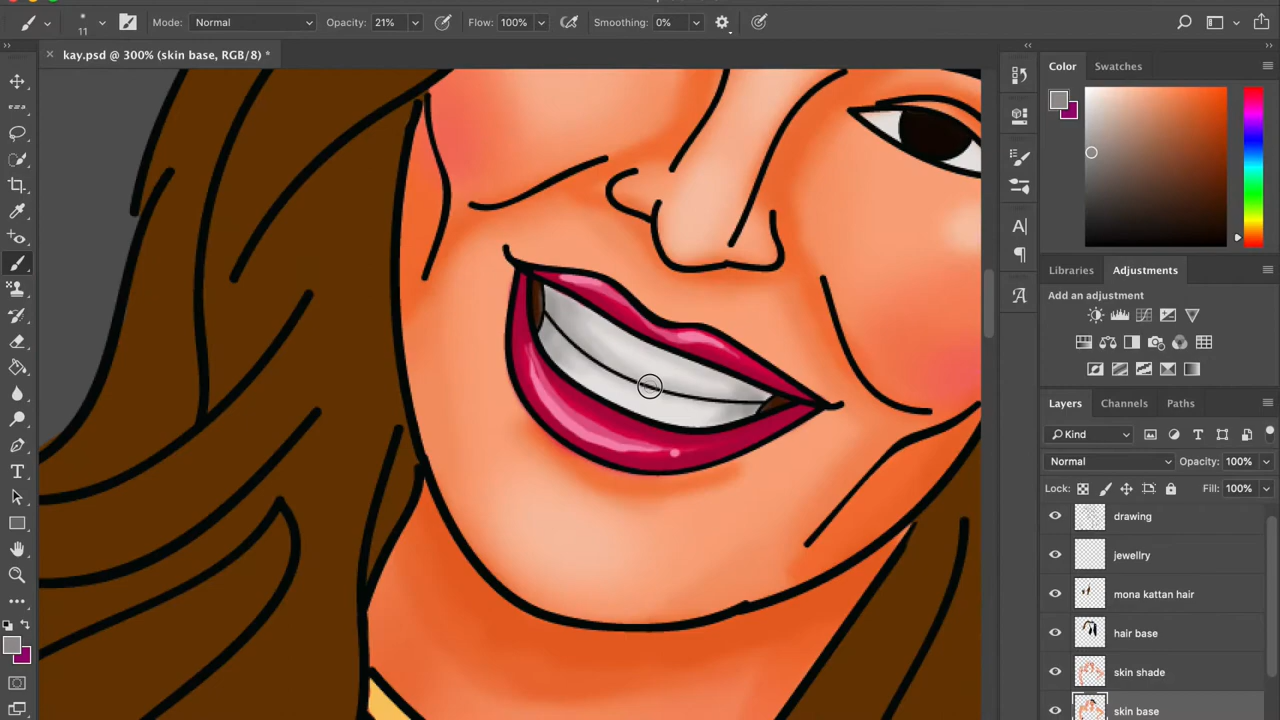 11 Mode: Normal Opacity: 21% Flow: 100% Smoothing: 0%
kay.psd @ 300% (skin base, RGB/8) *
Color Swatches
Libraries Adjustments
Add an adjustment
Layers Channels Paths
Kind
Normal Opacity: 100%
Lock: Fill: 100%
drawing
jewellry
mona kattan hair
hair base
skin shade
skin base